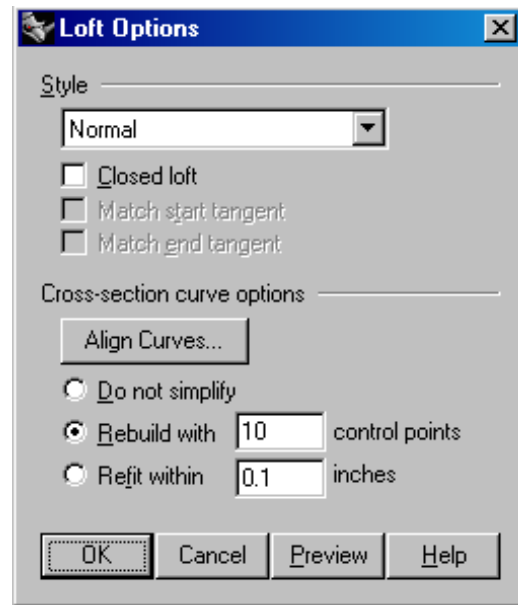 Loft Options
Style
Normal
Closed loft
Match start tangent
Match end tangent
Cross-section curve options
Align Curves...
Do not simplify
Rebuild with 10 control points
Refit within 0.1 inches
OK Cancel Preview Help